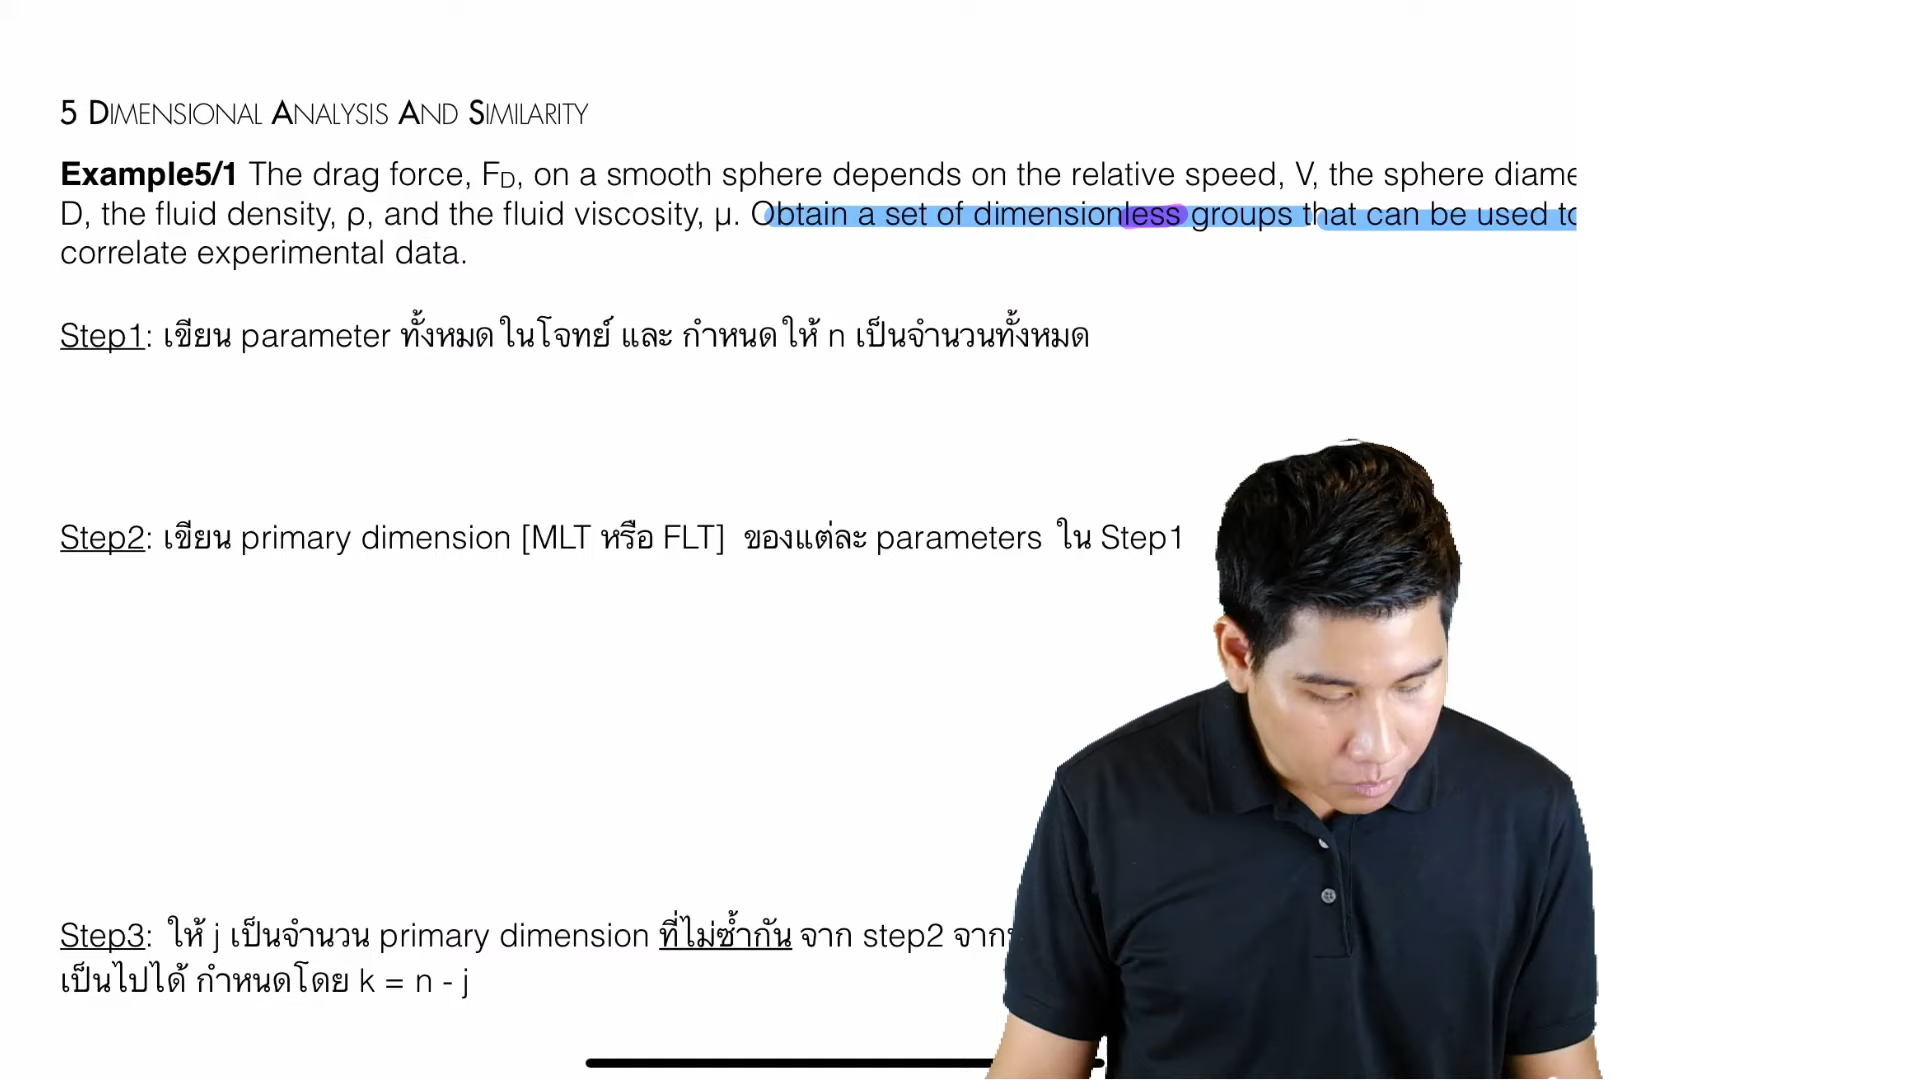 5 DIMENSIONAL ANALYSIS AND SIMILARITY
Example5/1 The drag force, FD, on a smooth sphere depends on the relative speed, V, the sphere
D, the fluid density, ρ, and the fluid viscosity, μ. Obtain a set of dimensionless groups that can be used
correlate experimental data.
Step1: เขียน parameter ทั้งหมด ในโจทย์ และ กำหนด ให้ n เป็นจำนวนทั้งหมด
Step2: เขียน primary dimension [MLT หรือ FLT] ของแต่ละ parameters ใน Step1
Step3: ให้ j เป็นจำนวน primary dimension ที่ไม่ซ้ำกัน จาก step2
เป็นไปได้ กำหนดโดย k = n - j